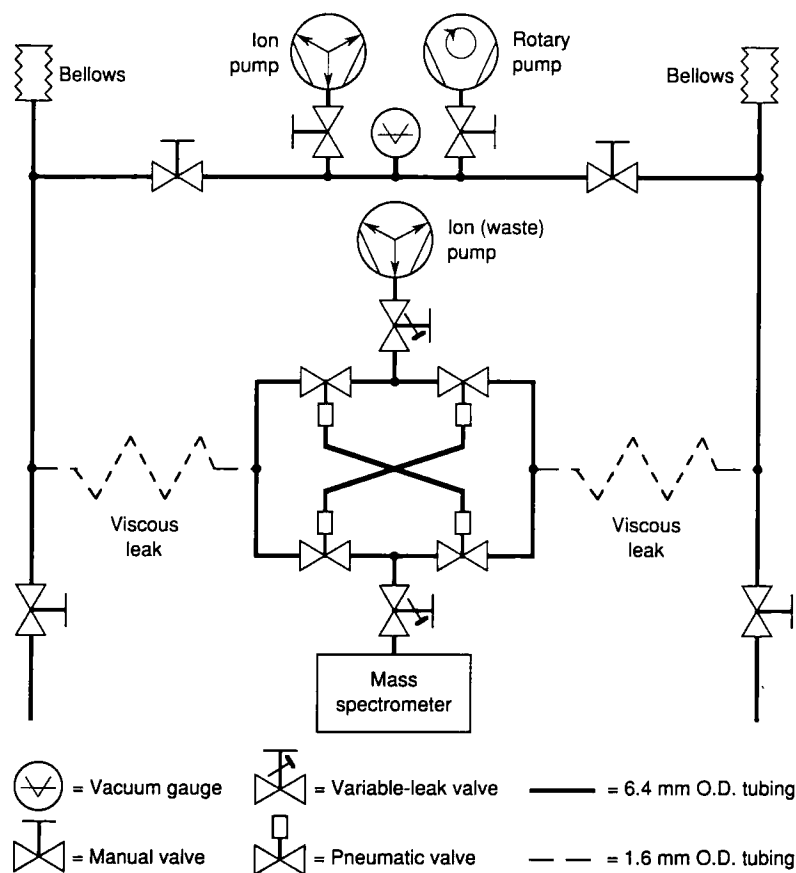 Ion
pump
Rotary
pump
Bellows
Bellows
Ion (waste)
pump
Viscous
leak
Viscous
leak
Mass
spectrometer
= Vacuum gauge
= Variable-leak valve
= 6.4 mm O.D. tubing
= Manual valve
= Pneumatic valve
= 1.6 mm O.D. tubing